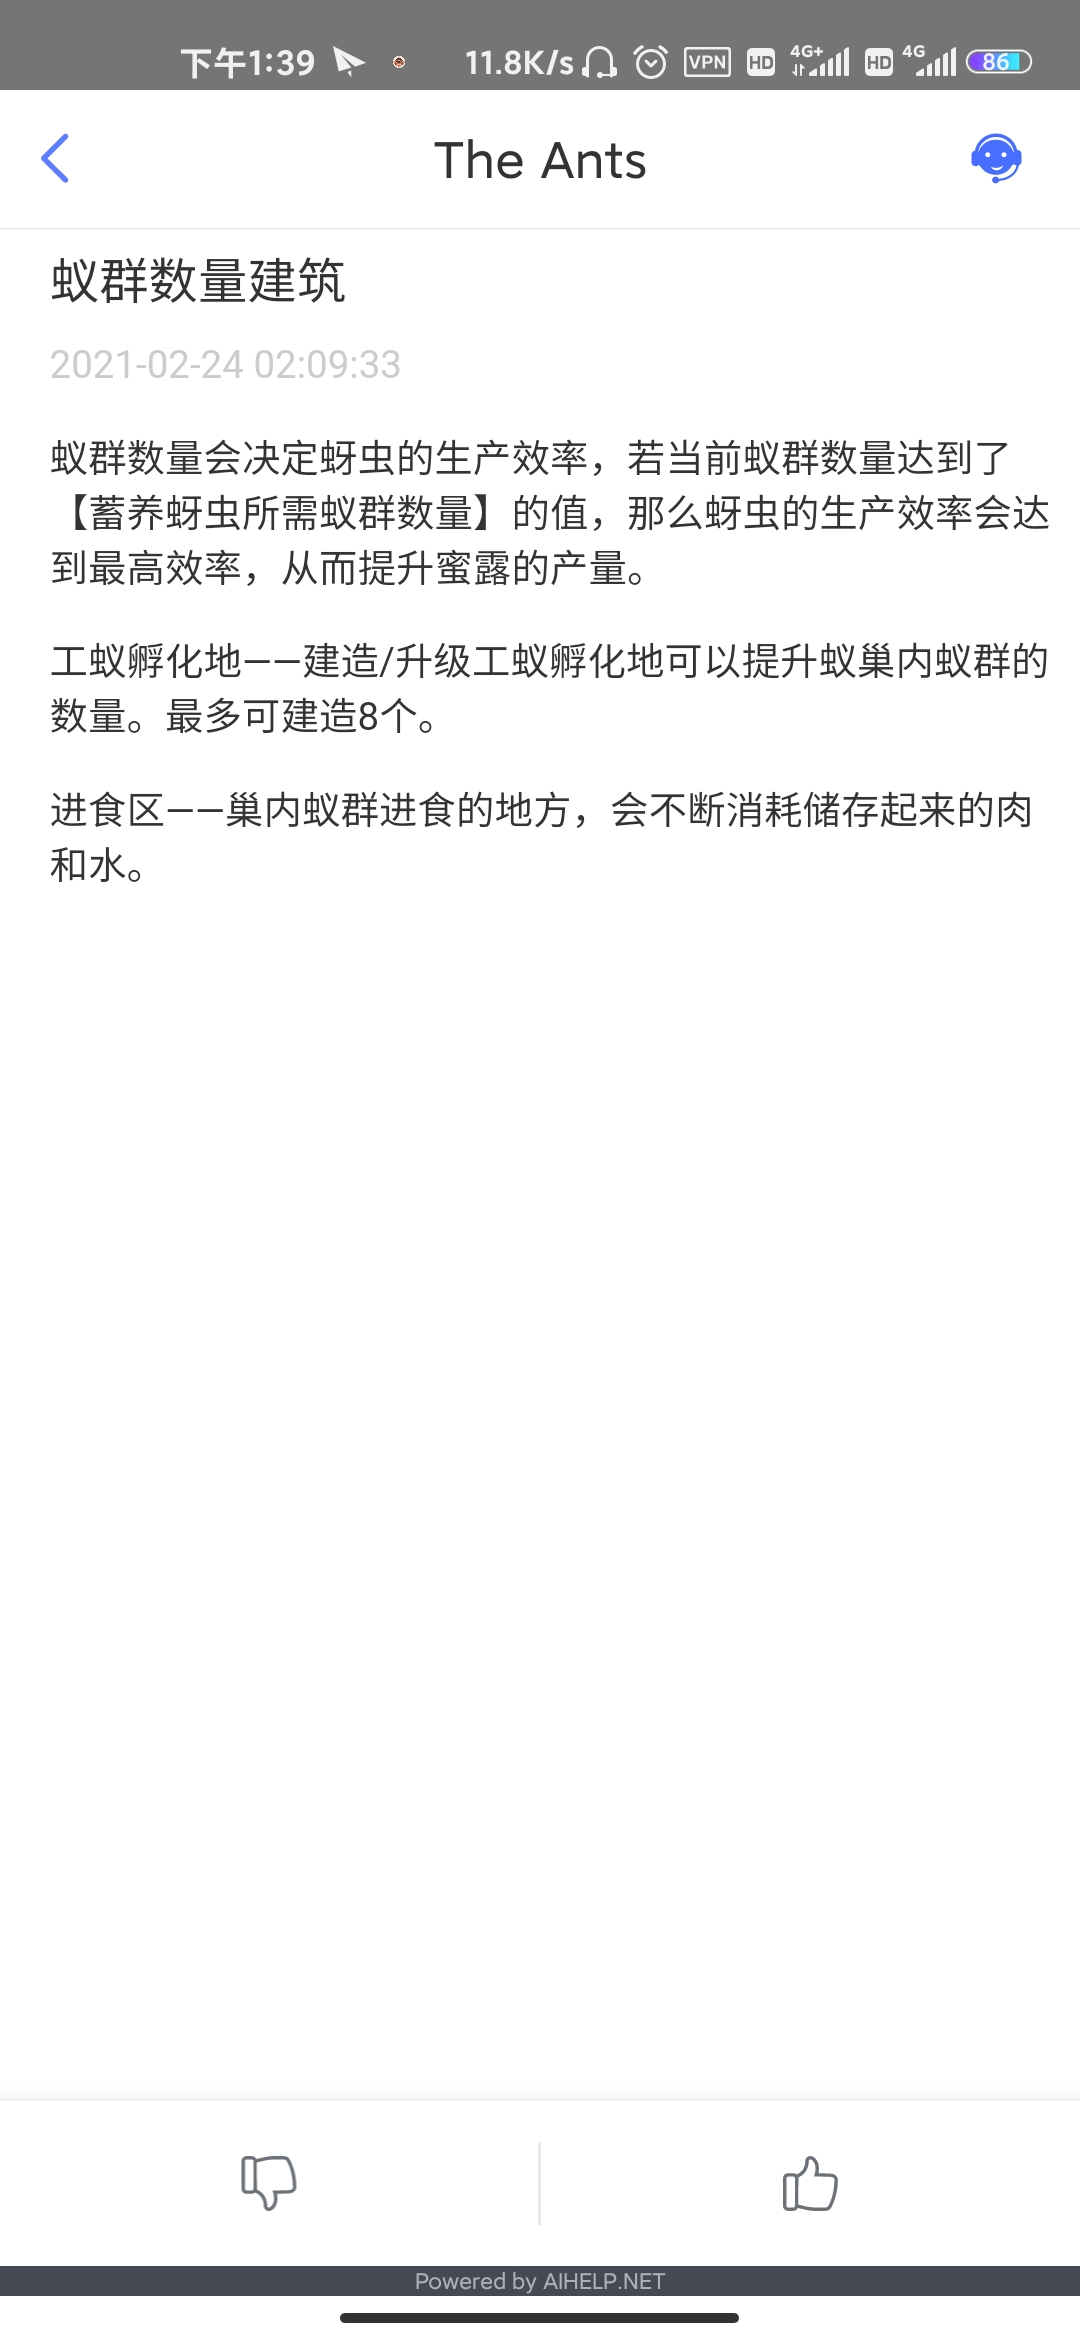 下午1:39
11.8K/s
VPN
HD
4G+
HD
4G
86
The Ants
蚁群数量建筑
2021-02-24 02:09:33
蚁群数量会决定蚜虫的生产效率，若当前蚁群数量达到了
【蓄养蚜虫所需蚁群数量】的值，那么蚜虫的生产效率会达
到最高效率，从而提升蜜露的产量。
工蚁孵化地——建造/升级工蚁孵化地可以提升蚁巢内蚁群的
数量。最多可建造8个。
进食区——巢内蚁群进食的地方，会不断消耗储存起来的肉
和水。
Powered by AIHELP.NET